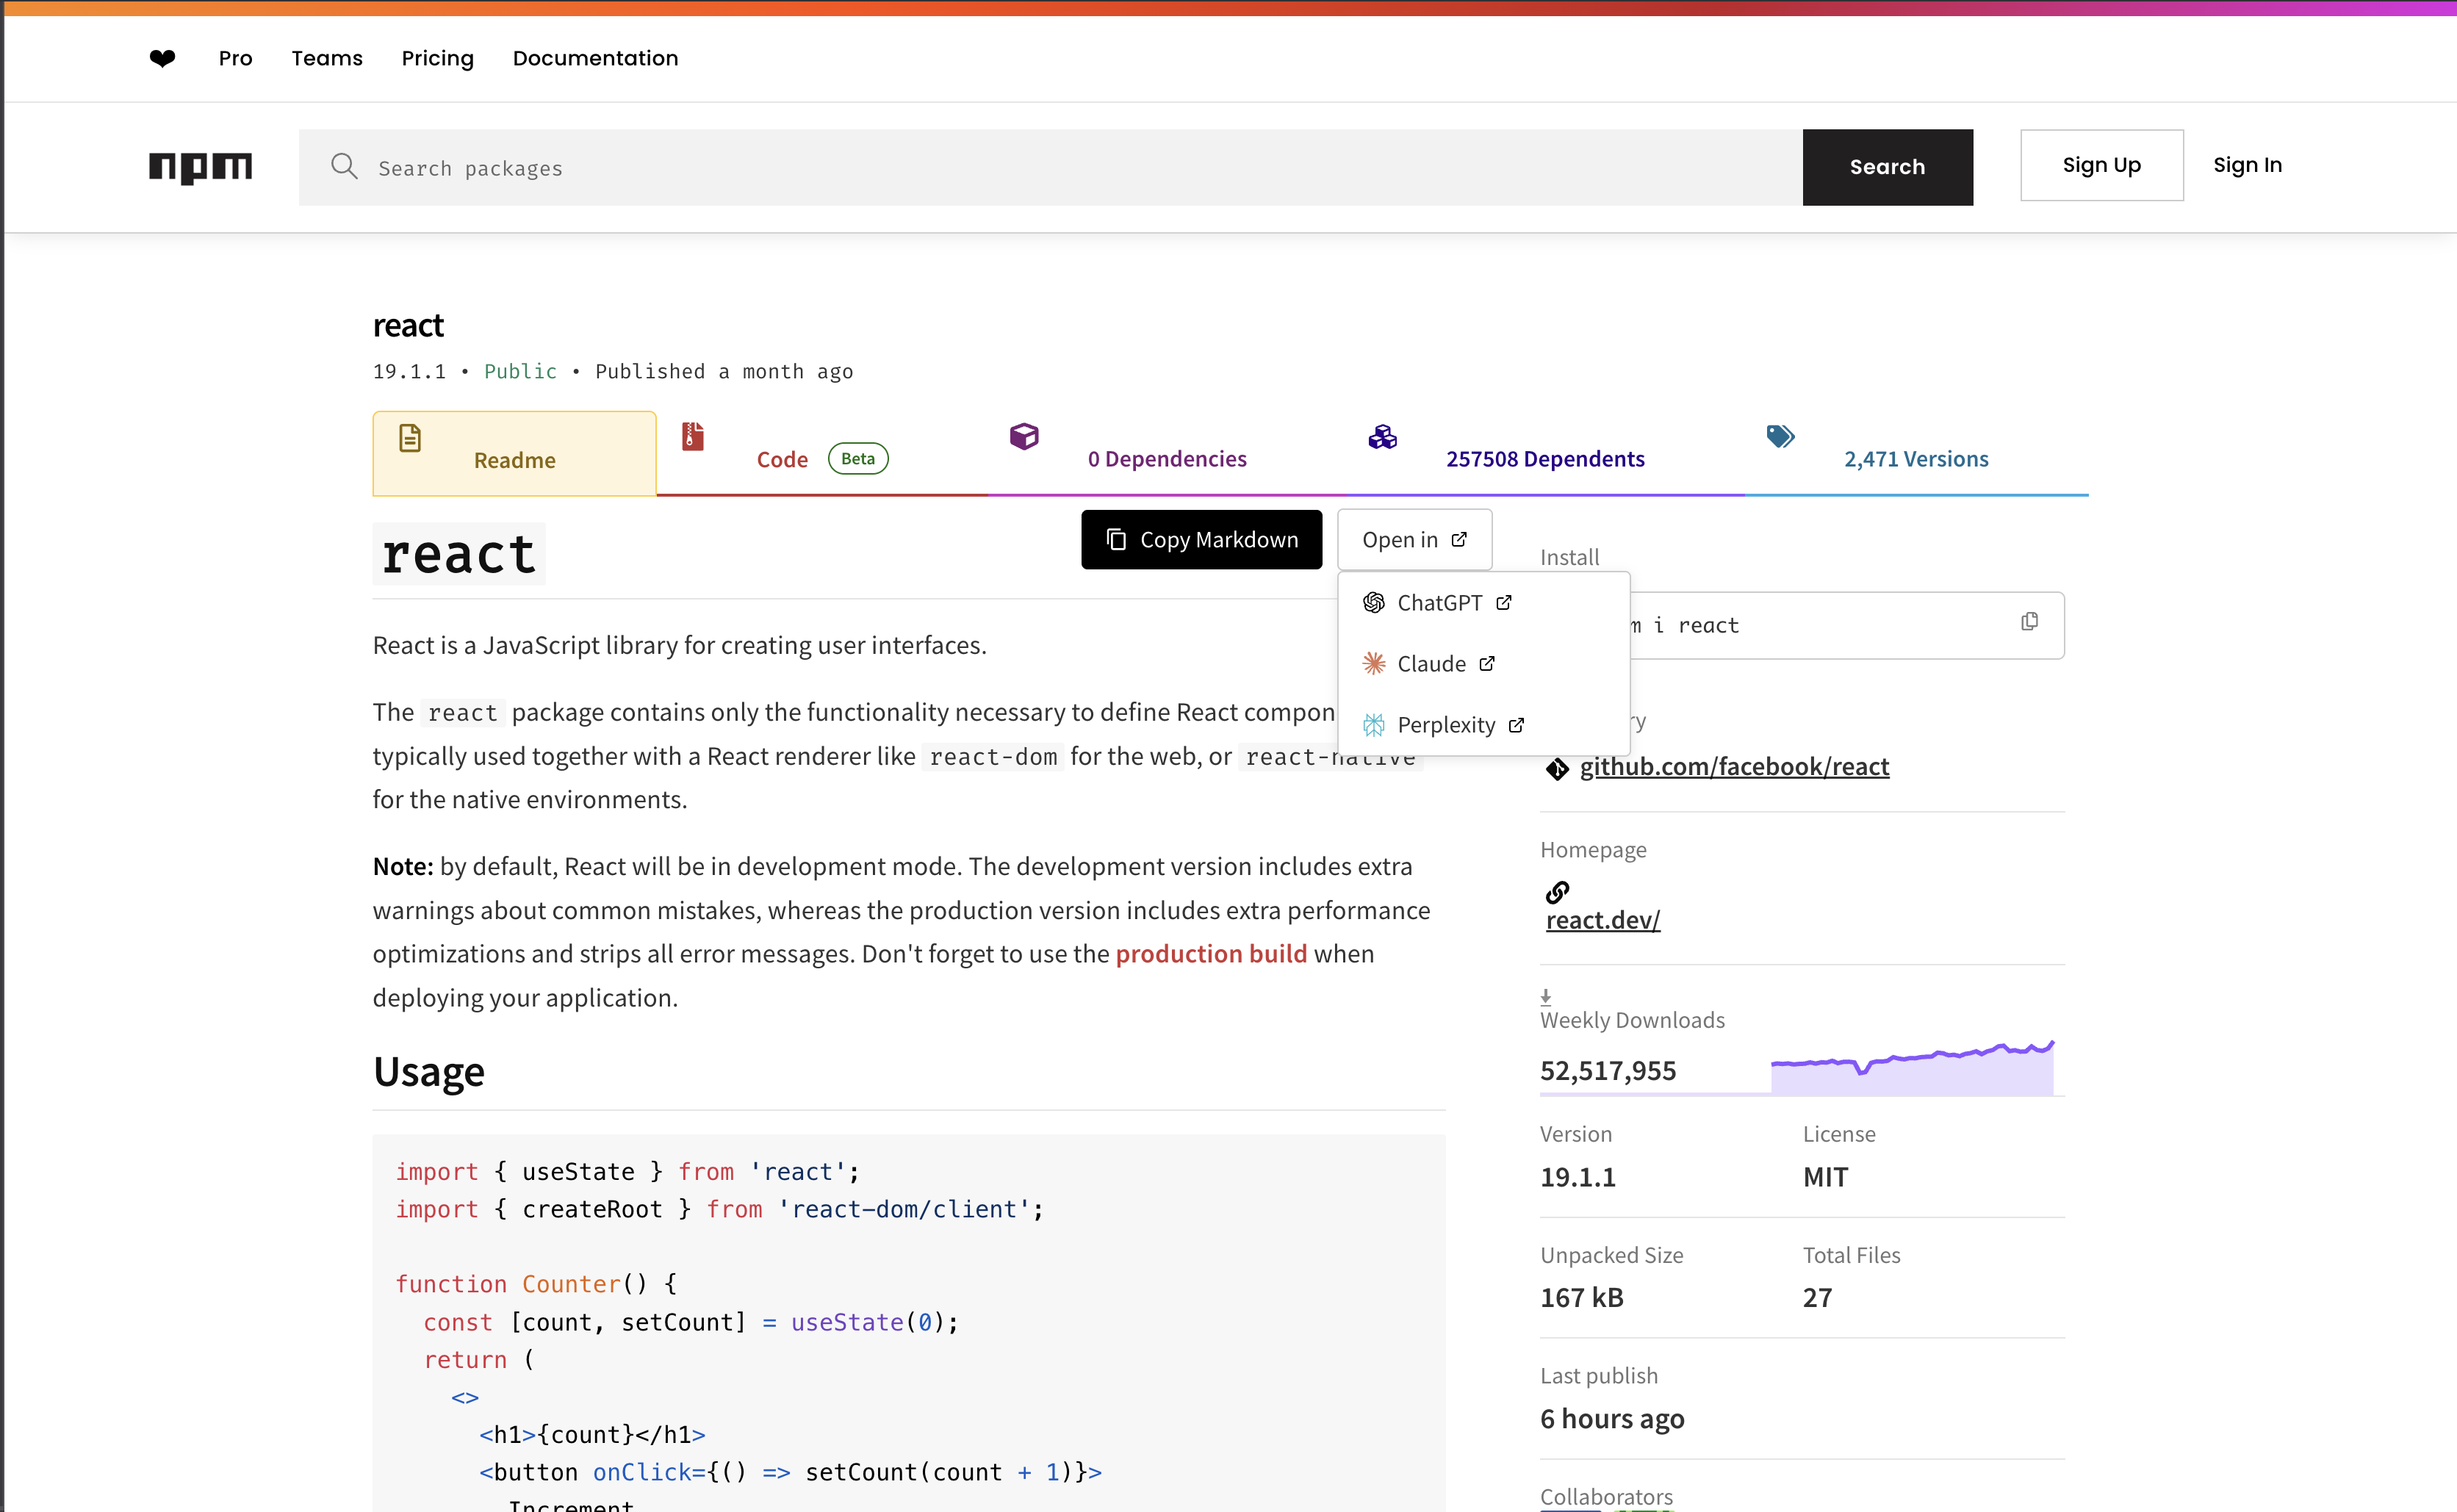 Pro Teams Pricing Documentation
npm
Search packages
Search
Sign Up
Sign In
react
19.1.1 • Public • Published a month ago
Readme
Code Beta
0 Dependencies
257508 Dependents
2,471 Versions
react
Copy Markdown
Open in
ChatGPT
Claude
Perplexity
React is a JavaScript library for creating user interfaces.
The react package contains only the functionality necessary to define React
typically used together with a React renderer like react-dom for the web, or react-native
for the native environments.
Note: by default, React will be in development mode. The development version includes extra
warnings about common mistakes, whereas the production version includes extra performance
optimizations and strips all error messages. Don't forget to use the production build when
deploying your application.
Usage
import { useState } from 'react';
import { createRoot } from 'react-dom/client';
function Counter() {
  const [count, setCount] = useState(0);
  return (
    <>
      <h1>{count}</h1>
      <button onClick={() => setCount(count + 1)}>
        Increment
Install
i react
github.com/facebook/react
Homepage
react.dev/
Weekly Downloads
52,517,955
Version
19.1.1
License
MIT
Unpacked Size
167 kB
Total Files
27
Last publish
6 hours ago
Collaborators